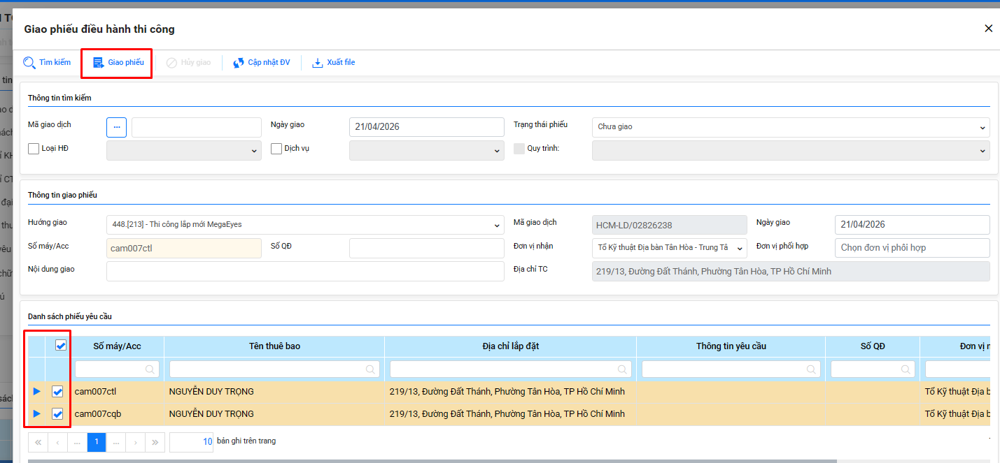 Giao phiếu điều hành thi công
Tìm kiếm Giao phiếu Hủy giao Cập nhật ĐV Xuất file
Thông tin tìm kiếm
Mã giao dịch ... Ngày giao 21/04/2026 Trạng thái phiếu Chưa giao
Loại HĐ Dịch vụ Quy trình:
Thông tin giao phiếu
Hướng giao 448.[213] - Thi công lắp mới MegaEyes Mã giao dịch HCM-LD/02826238 Ngày giao 21/04/2026
Số máy/Acc cam007ctl Số QĐ Đơn vị nhận Tổ Kỹ thuật Địa bàn Tân Hòa - Trung Tâ Đơn vị phối hợp Chọn đơn vị phối hợp
Nội dung giao Địa chỉ TC 219/13, Đường Đất Thánh, Phường Tân Hòa, TP Hồ Chí Minh
Danh sách phiếu yêu cầu
Số máy/Acc Tên thuê bao Địa chỉ lắp đặt Thông tin yêu cầu Số QĐ Đơn vị
cam007ctl NGUYỄN DUY TRỌNG 219/13, Đường Đất Thánh, Phường Tân Hòa, TP Hồ Chí Minh Tổ Kỹ thuật Địa
cam007cqb NGUYỄN DUY TRỌNG 219/13, Đường Đất Thánh, Phường Tân Hòa, TP Hồ Chí Minh Tổ Kỹ thuật Địa
« ‹ ... 1 ... › » 10 bản ghi trên trang